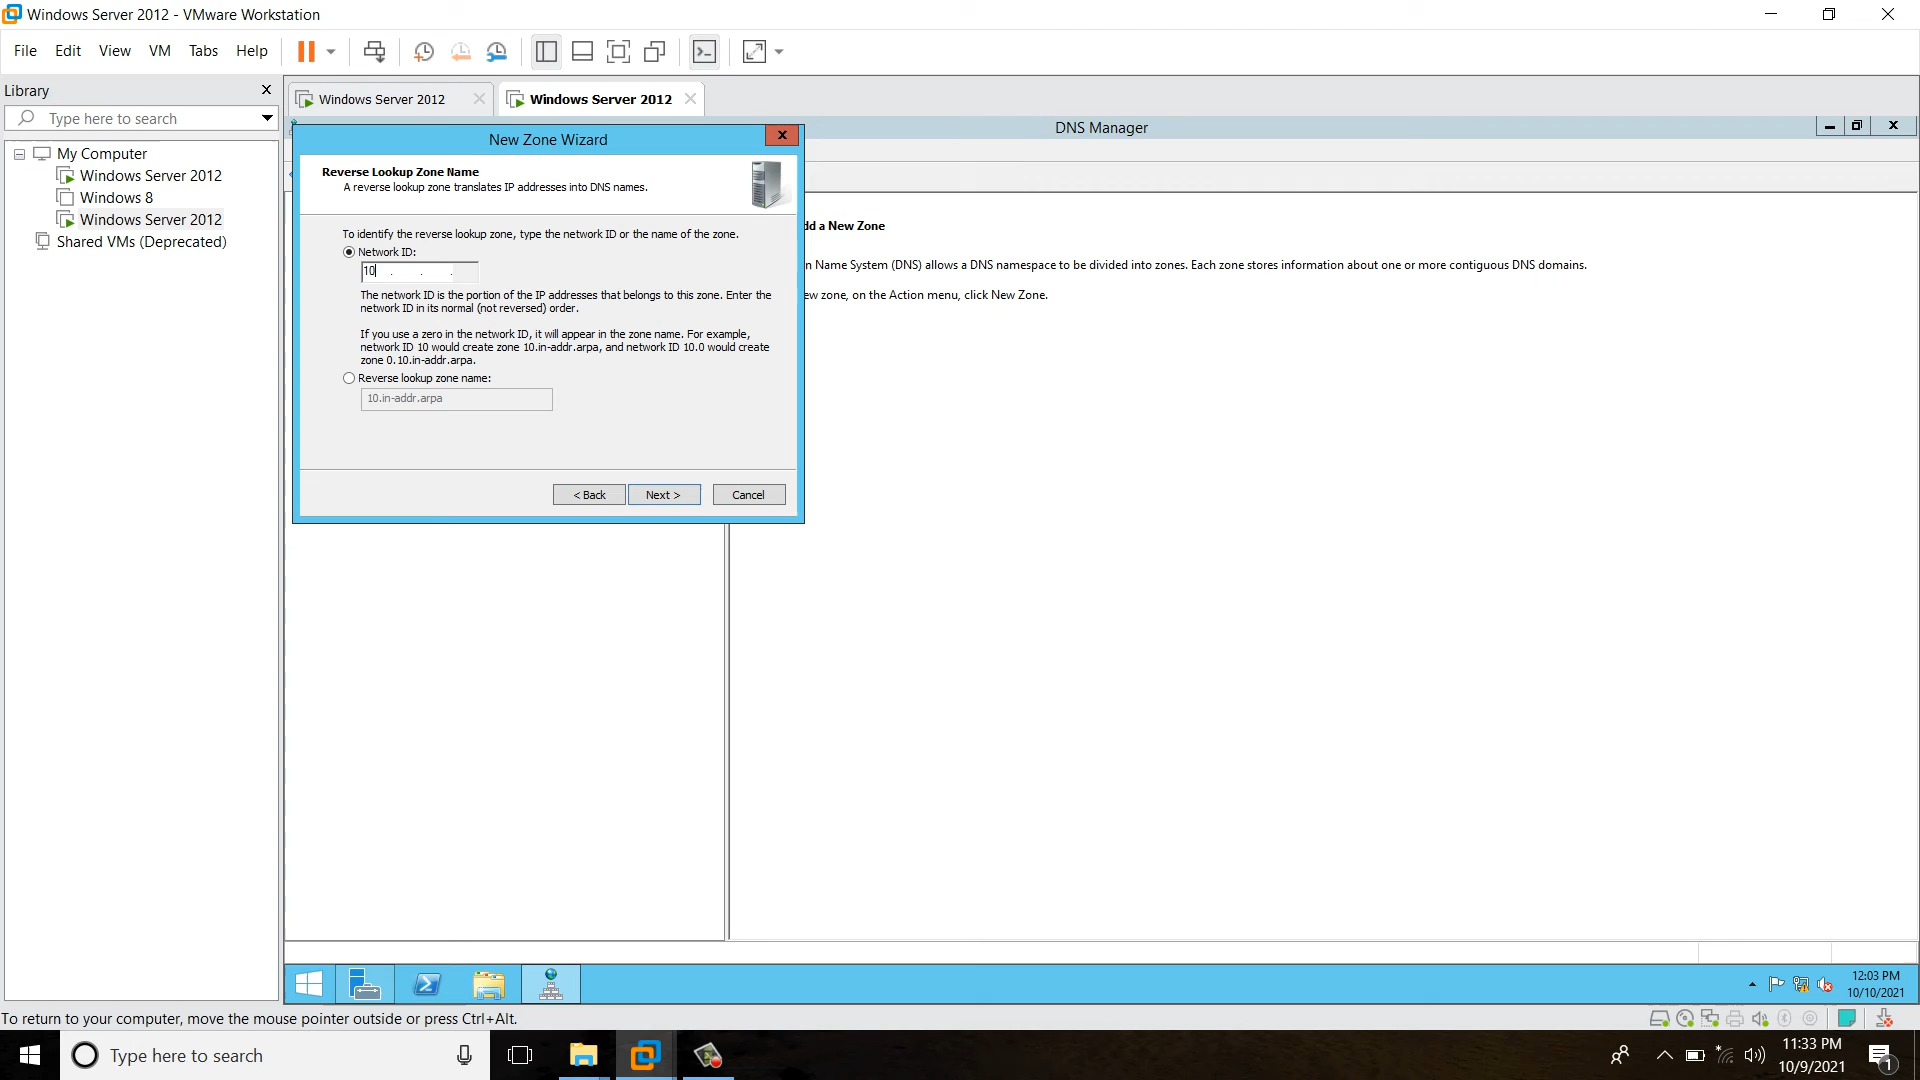 Windows Server 2012 - VMware Workstation
File Edit View VM Tabs Help
Library
Type here to search
My Computer
Windows Server 2012
Windows 8
Windows Server 2012
Shared VMs (Deprecated)
Windows Server 2012
Windows Server 2012
DNS Manager
New Zone Wizard
Reverse Lookup Zone Name
A reverse lookup zone translates IP addresses into DNS names.
To identify the reverse lookup zone, type the network ID or the name of the zone.
Network ID:
10 . . .
The network ID is the portion of the IP addresses that belongs to this zone. Enter the
network ID in its normal (not reversed) order.
If you use a zero in the network ID, it will appear in the zone name. For example,
network ID 10 would create zone 10.in-addr.arpa, and network ID 10.0 would create
zone 0.10.in-addr.arpa.
Reverse lookup zone name:
10.in-addr.arpa
< Back Next > Cancel
dd a New Zone
n Name System (DNS) allows a DNS namespace to be divided into zones. Each zone stores information about one or more contiguous DNS domains.
ew zone, on the Action menu, click New Zone.
12:03 PM
10/10/2021
To return to your computer, move the mouse pointer outside or press Ctrl+Alt.
Type here to search
11:33 PM
10/9/2021
1